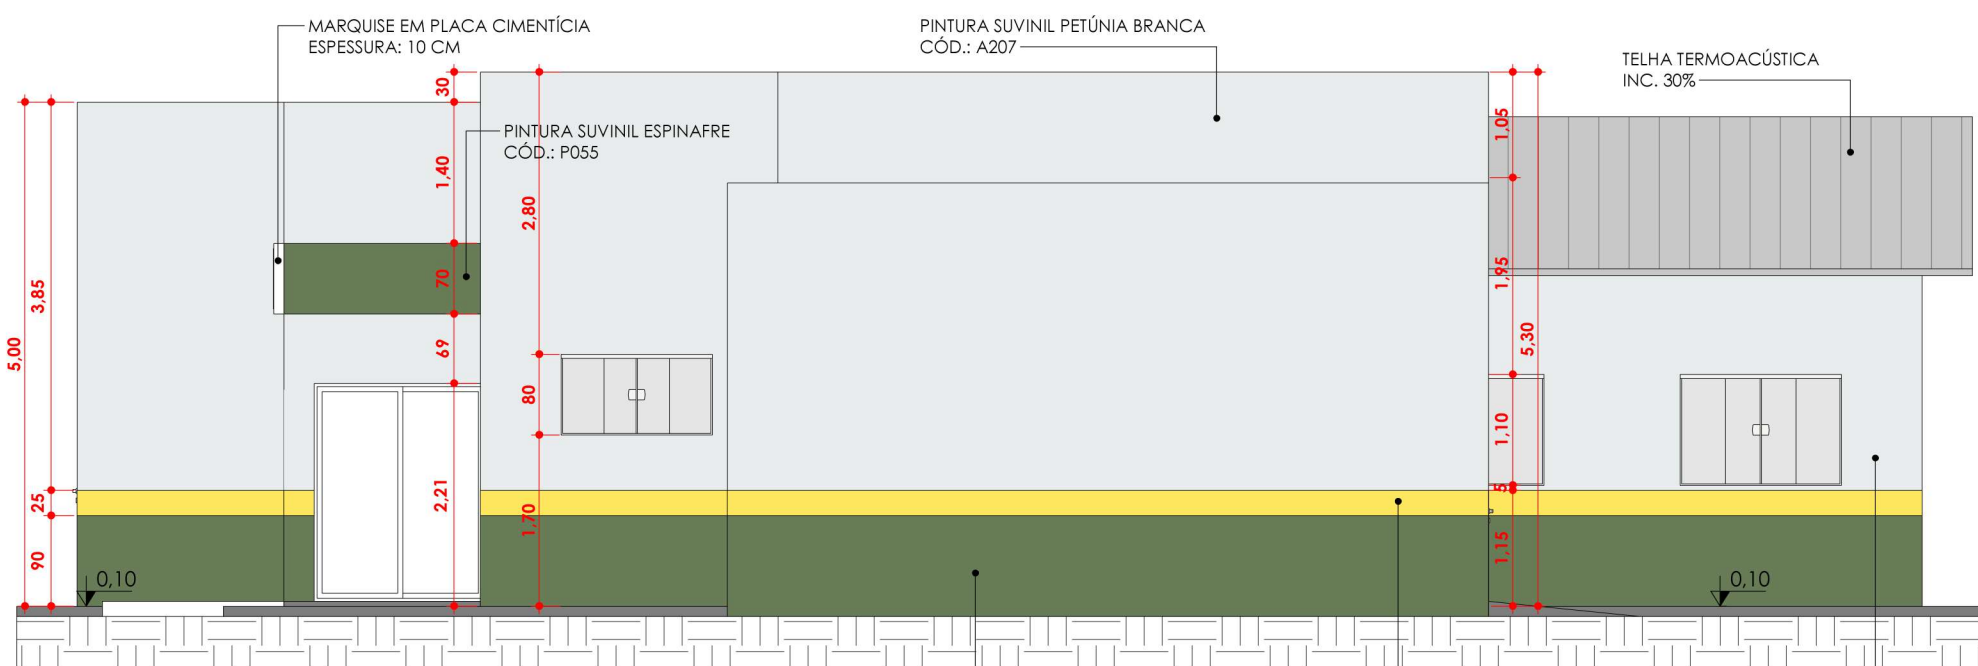 MARQUISE EM PLACA CIMENTÍCIA
ESPESSURA: 10 CM
PINTURA SUVINIL PETÚNIA BRANCA
CÓD.: A207
TELHA TERMOACÚSTICA
INC. 30%
PINTURA SUVINIL ESPINAFRE
CÓD.: P055
5,00
3,85
25
90
30
1,40
70
69
2,21
2,80
80
1,70
1,05
1,95
1,10
5
1,15
5,30
0,10
0,10